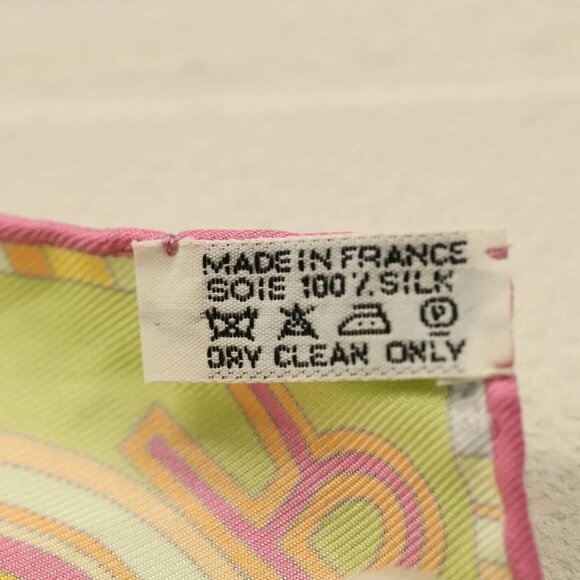 MADE IN FRANCE
SOIE 100% SILK
DRY CLEAN ONLY